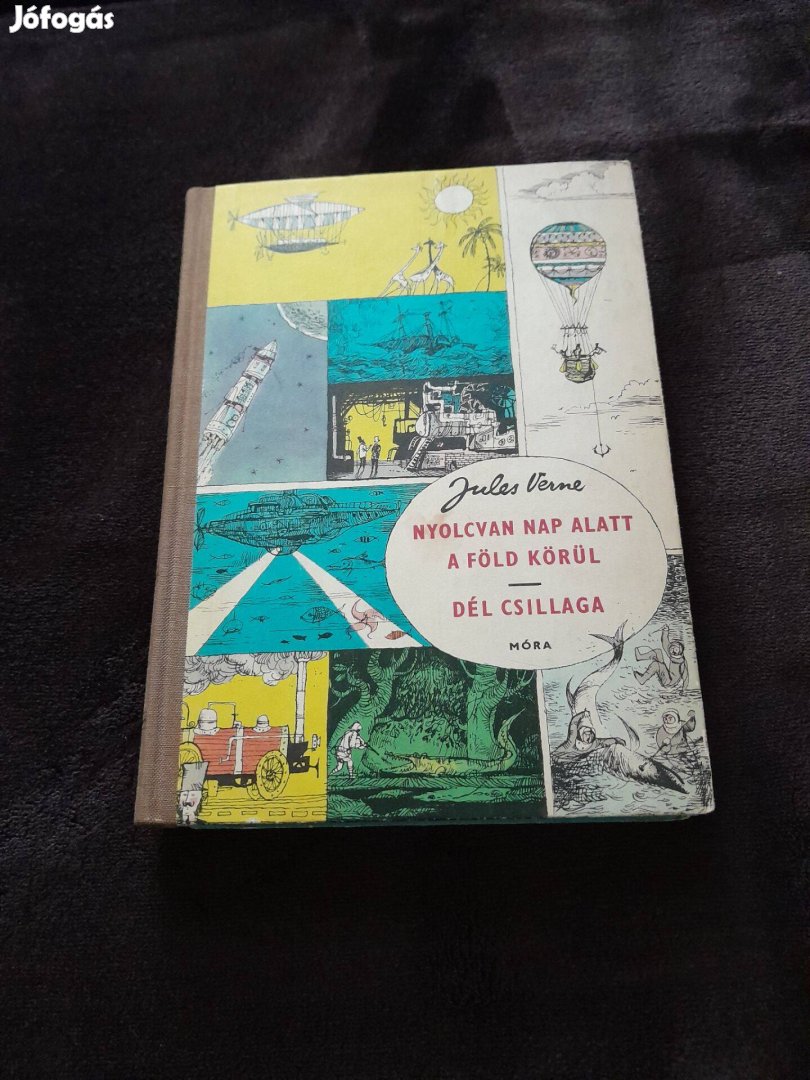 Jófogás
Jules Verne
NYOLCVAN NAP ALATT
A FÖLD KÖRÜL
DÉL CSILLAGA
MÓRA